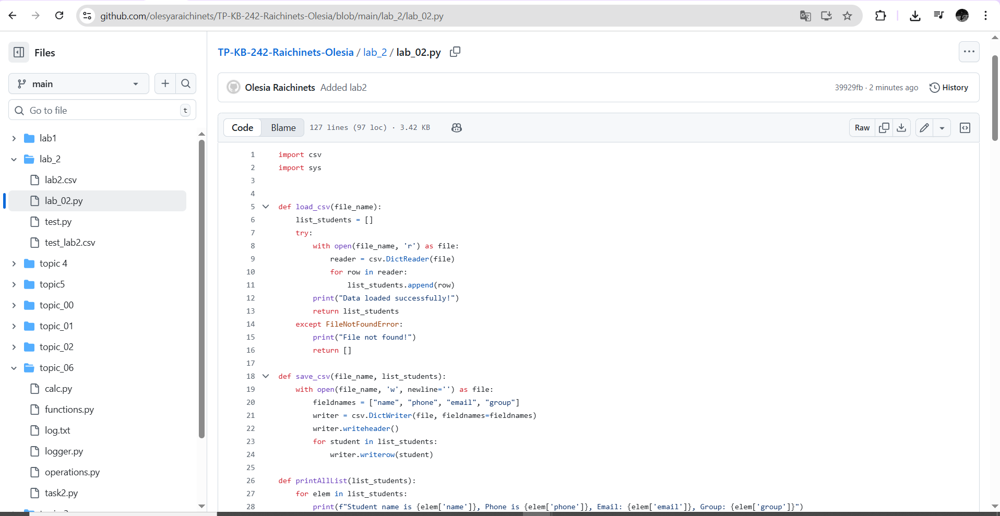 github.com/olesyaraichinets/TP-KB-242-Raichinets-Olesia/blob/main/lab_2/lab_02.py
Files
main
Go to file
t
lab1
lab_2
lab2.csv
lab_02.py
test.py
test_lab2.csv
topic 4
topic5
topic_00
topic_01
topic_02
topic_06
calc.py
functions.py
log.txt
logger.py
operations.py
task2.py
TP-KB-242-Raichinets-Olesia / lab_2 / lab_02.py
Olesia Raichinets Added lab2
39929fb · 2 minutes ago History
Code Blame 127 lines (97 loc) · 3.42 KB
Raw
1 import csv
2 import sys
3
4
5 def load_csv(file_name):
6     list_students = []
7     try:
8         with open(file_name, 'r') as file:
9             reader = csv.DictReader(file)
10             for row in reader:
11                 list_students.append(row)
12         print("Data loaded successfully!")
13         return list_students
14     except FileNotFoundError:
15         print("File not found!")
16         return []
17
18 def save_csv(file_name, list_students):
19     with open(file_name, 'w', newline='') as file:
20         fieldnames = ["name", "phone", "email", "group"]
21         writer = csv.DictWriter(file, fieldnames=fieldnames)
22         writer.writeheader()
23         for student in list_students:
24             writer.writerow(student)
25
26 def printAllList(list_students):
27     for elem in list_students:
28         print(f"Student name is {elem['name']}, Phone is {elem['phone']}, Email: {elem['email']}, Group: {elem['group']}")